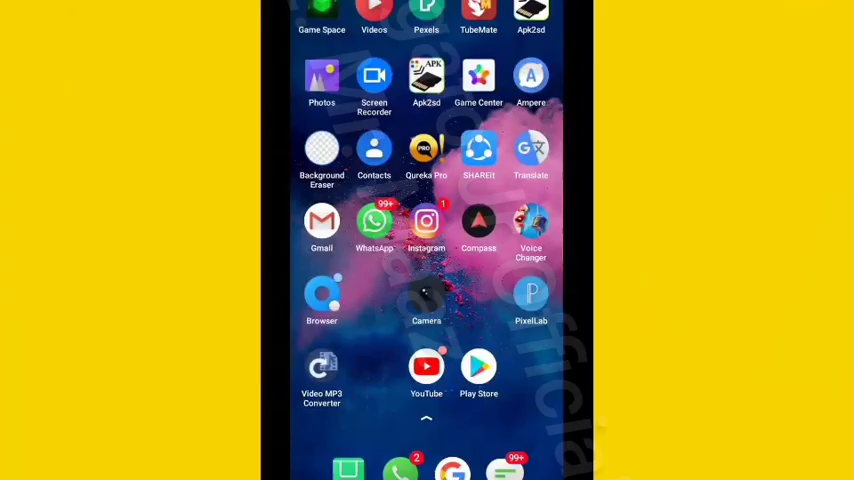 Game Space Videos Pexels TubeMate Apk2sd
APK
Photos Screen Recorder Apk2sd Game Center Ampere
PRO
Background Eraser Contacts Qureka Pro SHAREit Translate
99+ 1
Gmail WhatsApp Instagram Compass Voice Changer
Browser Camera PixelLab
Video MP3 Converter YouTube Play Store
2 99+